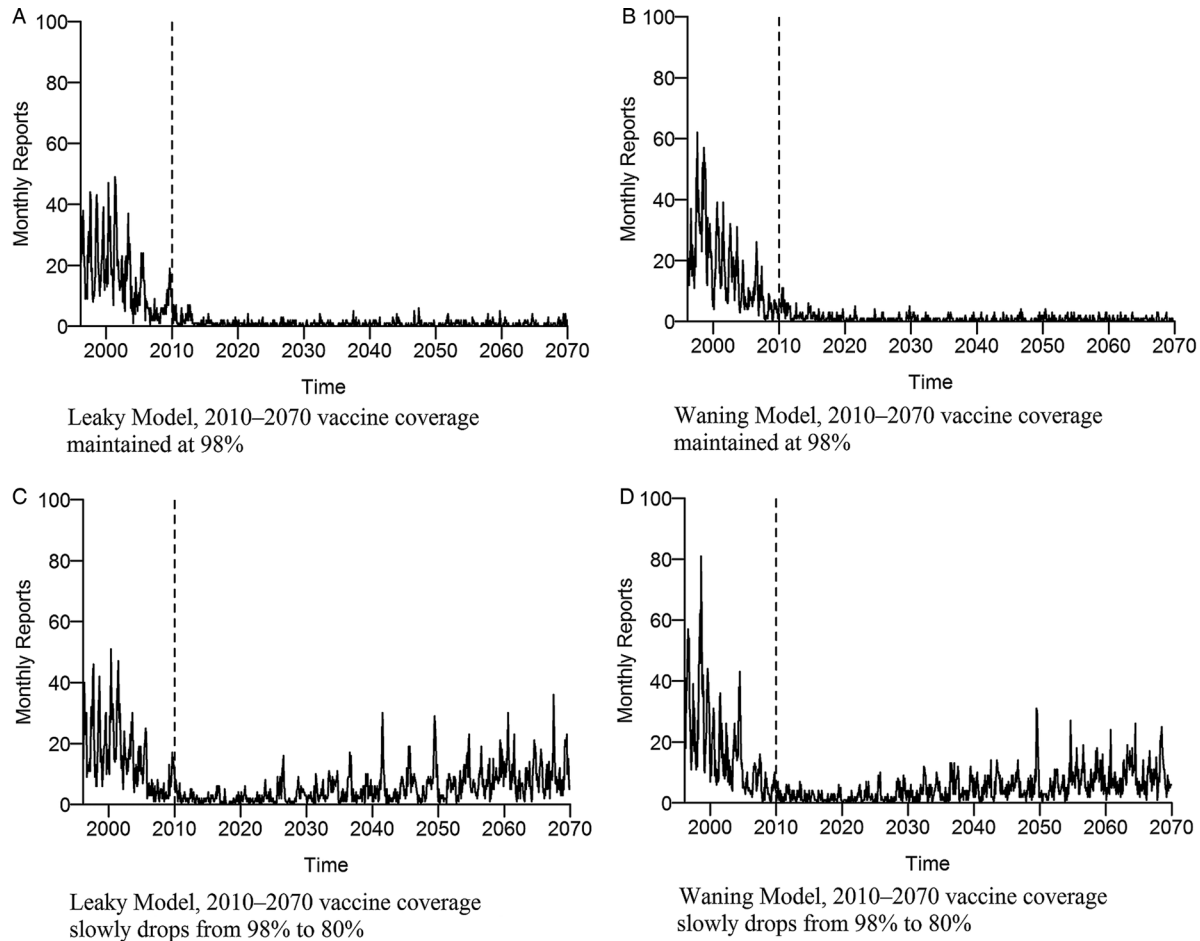 A
100
80
60
40
20
0
Monthly Reports
2000 2010 2020 2030 2040 2050 2060 2070
Time
Leaky Model, 2010–2070 vaccine coverage
maintained at 98%
B
100
80
60
40
20
0
Monthly Reports
2000 2010 2020 2030 2040 2050 2060 2070
Time
Waning Model, 2010–2070 vaccine coverage
maintained at 98%
C
100
80
60
40
20
0
Monthly Reports
2000 2010 2020 2030 2040 2050 2060 2070
Time
Leaky Model, 2010–2070 vaccine coverage
slowly drops from 98% to 80%
D
100
80
60
40
20
0
Monthly Reports
2000 2010 2020 2030 2040 2050 2060 2070
Time
Waning Model, 2010–2070 vaccine coverage
slowly drops from 98% to 80%